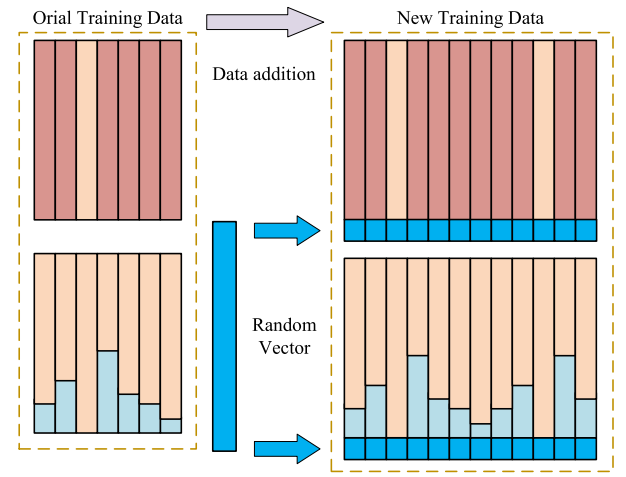 Orial Training Data
New Training Data
Data addition
Random
Vector